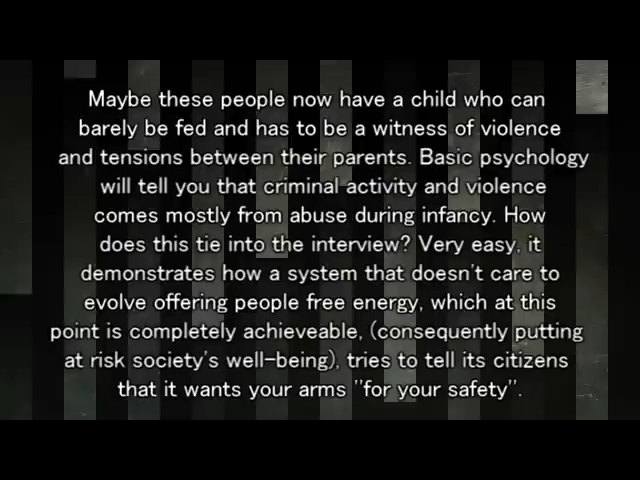 Maybe these people now have a child who can
barely be fed and has to be a witness of violence
and tensions between their parents. Basic psychology
will tell you that criminal activity and violence
comes mostly from abuse during infancy. How
does this tie into the interview? Very easy, it
demonstrates how a system that doesn't care to
evolve offering people free energy, which at this
point is completely achieveable, (consequently putting
at risk society's well-being), tries to tell its citizens
that it wants your arms ''for your safety''.